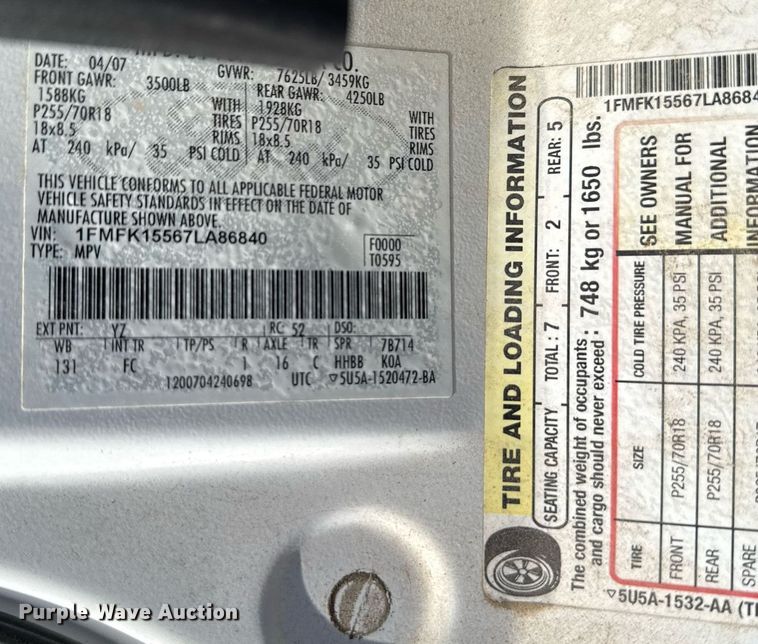 CO.
DATE: 04/07 GVWR: 7625LB/ 3459KG
FRONT GAWR: 3500LB REAR GAWR: 4250LB
1588KG WITH 1928KG WITH
P255/70R18 TIRES P255/70R18 TIRES
18x8.5 RIMS 18x8.5 RIMS
AT 240 kPa/ 35 PSI COLD AT 240 kPa/ 35 PSI COLD
THIS VEHICLE CONFORMS TO ALL APPLICABLE FEDERAL MOTOR
VEHICLE SAFETY STANDARDS IN EFFECT ON THE DATE OF
MANUFACTURE SHOWN ABOVE.
VIN: 1FMFK15567LA86840 F0000
TYPE: MPV T0595
EXT PNT: YZ RC: 52 DSO:
WB INT TR TP/PS R AXLE TR SPR 7B714
131 FC 1 16 C HHBB KOA
1200704240698 UTC ▽5U5A-1520472-BA
TIRE AND LOADING INFORMATION
1FMFK15567LA8684
SEATING CAPACITY TOTAL: 7 FRONT: 2 REAR: 5
The combined weight of occupants : 748 kg or 1650 lbs.
and cargo should never exceed
TIRE SIZE COLD TIRE PRESSURE SEE OWNERS
FRONT P255/70R18 240 KPA, 35 PSI MANUAL FOR
REAR P255/70R18 240 KPA, 35 PSI ADDITIONAL
SPARE INFORMATION
▽5U5A-1532-AA
Purple Wave Auction